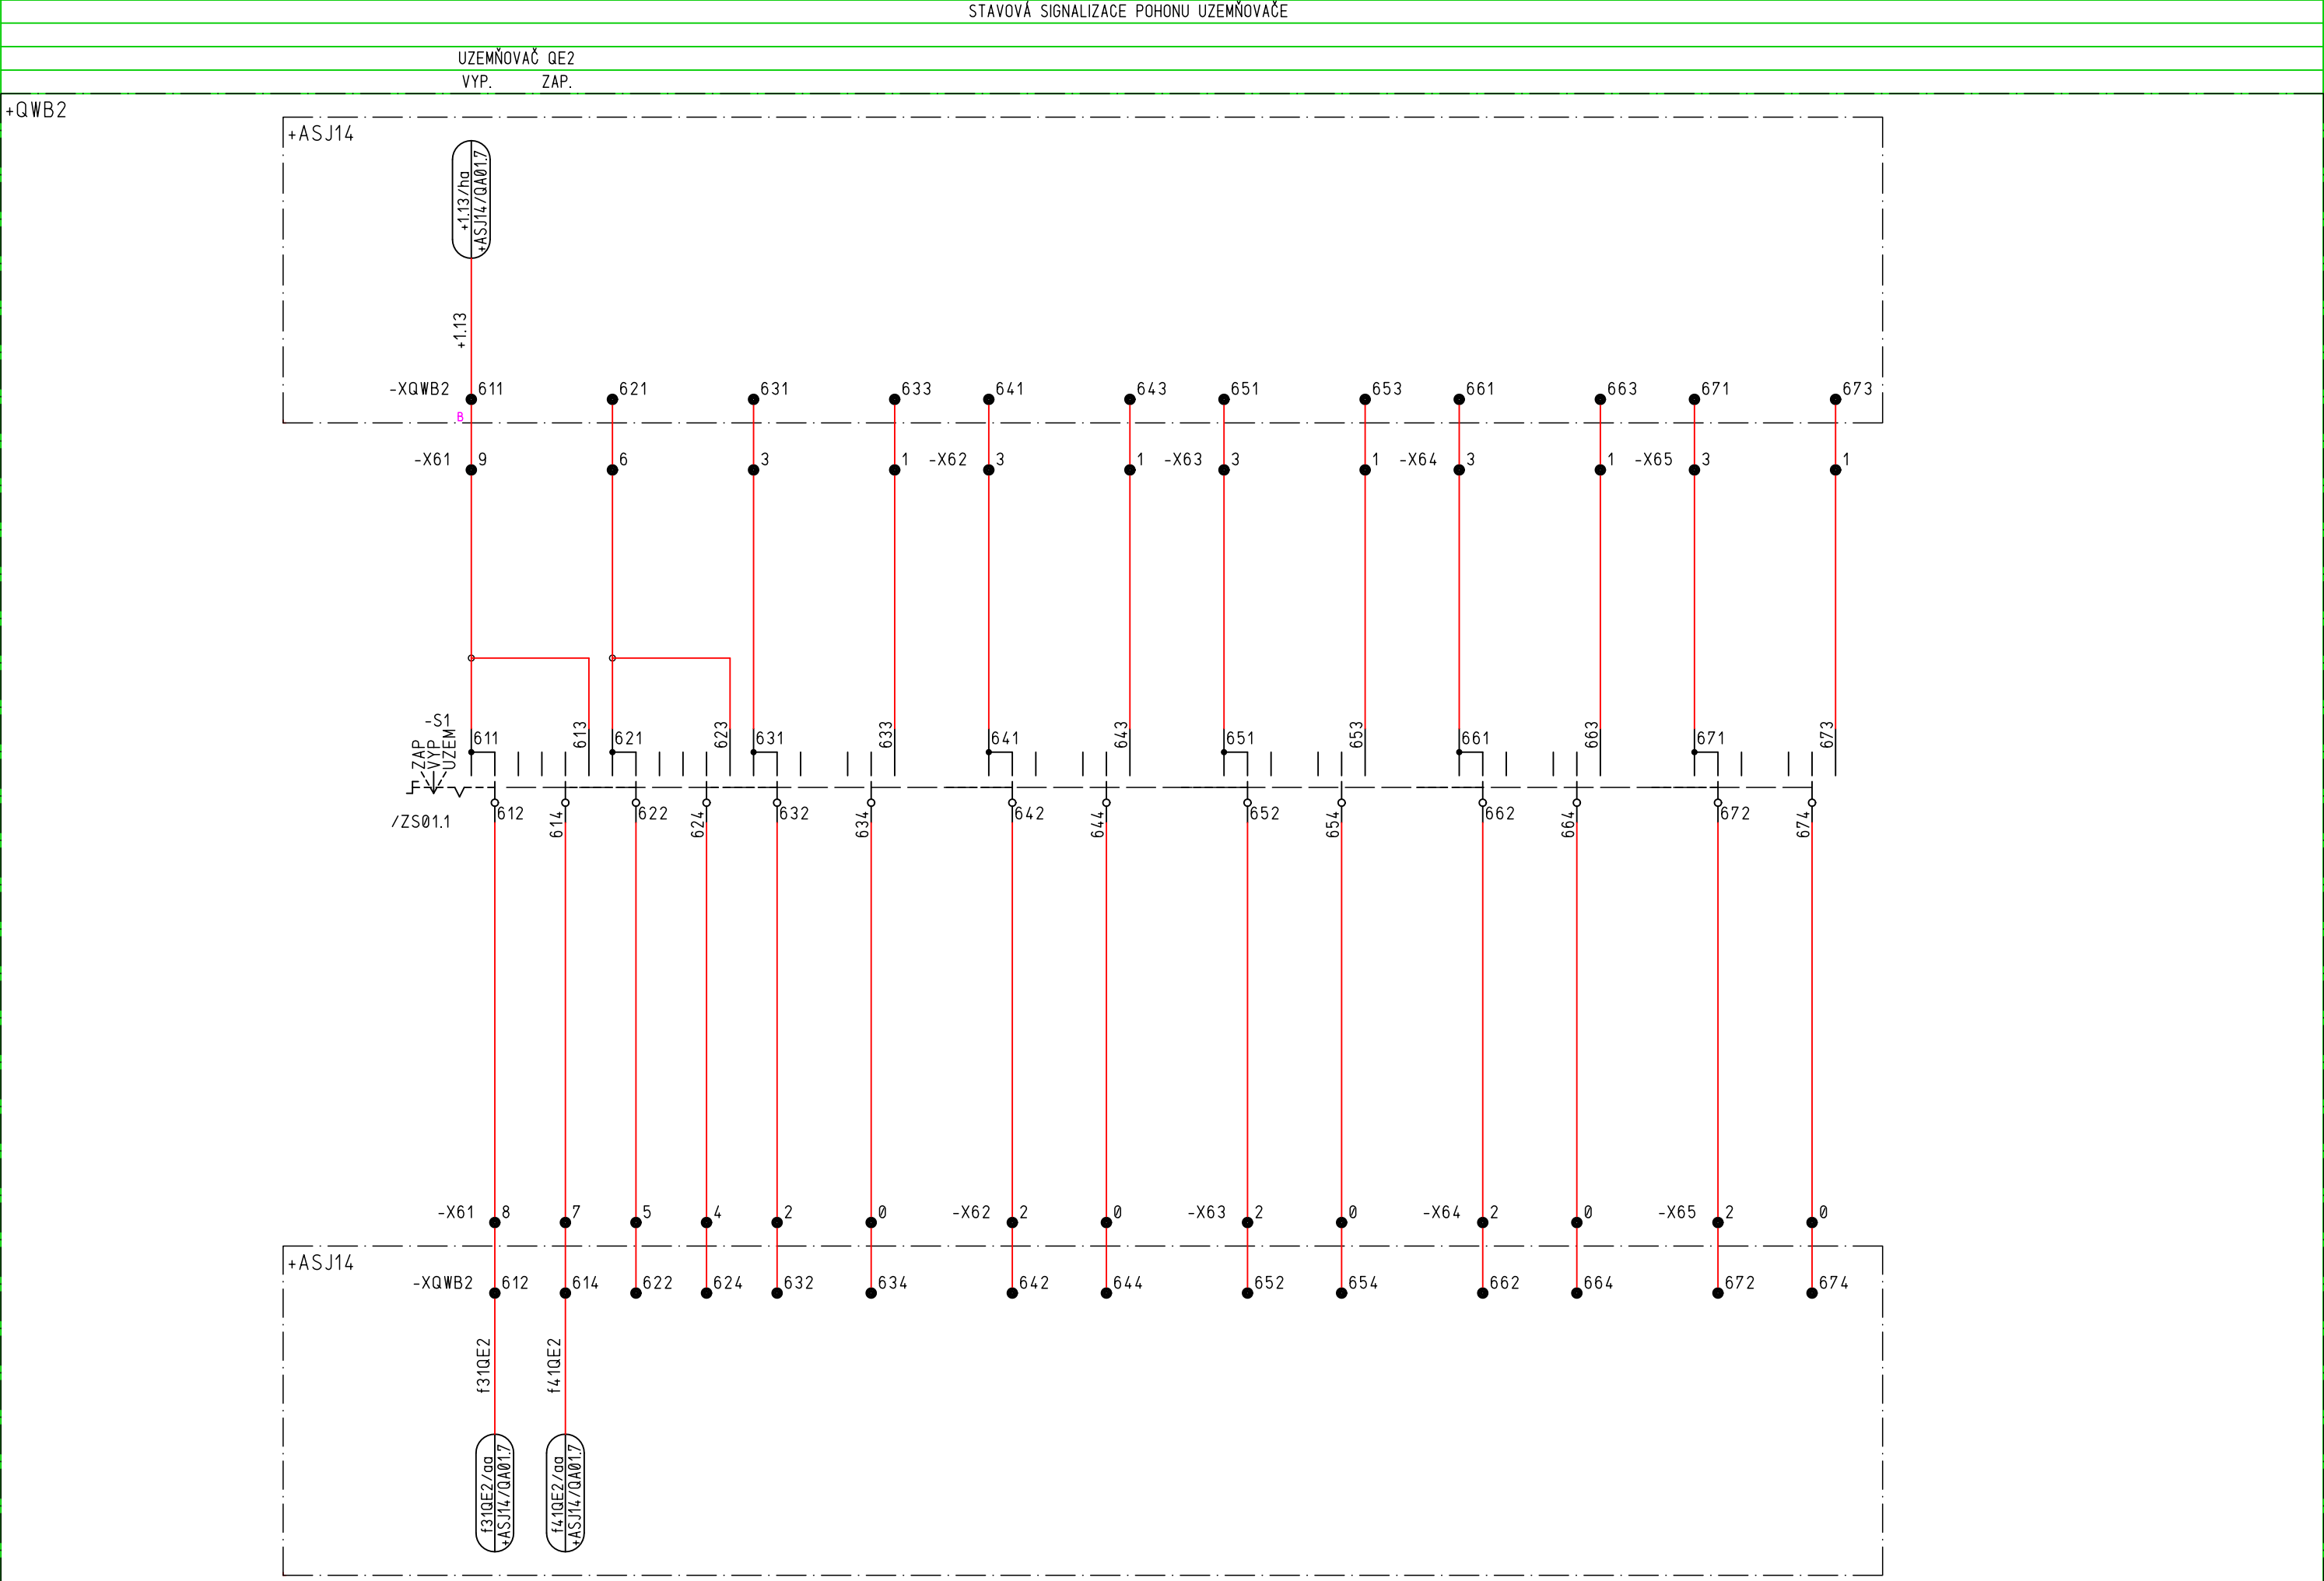 STAVOVÁ SIGNALIZACE POHONU UZEMŇOVAČE
UZEMŇOVAČ QE2
VYP. ZAP.
+QWB2
+ASJ14
+1.13/ha
+ASJ14/QA01.7
+1.13
-XQWB2 611 621 631 633 641 643 651 653 661 663 671 673
B
-X61 9 6 3 1 -X62 3 1 -X63 3 1 -X64 3 1 -X65 3 1
-S1
ZAP
VYP
UZEM
611 613 621 623 631 633 641 643 651 653 661 663 671 673
/ZS01.1
612 614 622 624 632 634 642 644 652 654 662 664 672 674
-X61 8 7 5 4 2 0 -X62 2 0 -X63 2 0 -X64 2 0 -X65 2 0
+ASJ14
-XQWB2 612 614 622 624 632 634 642 644 652 654 662 664 672 674
f31QE2
f41QE2
f31QE2/aa
+ASJ14/QA01.7
f41QE2/aa
+ASJ14/QA01.7